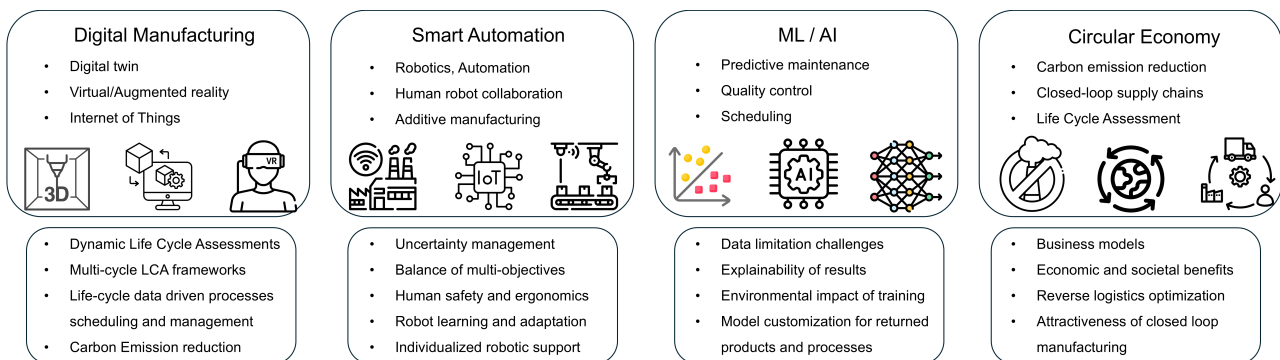 Digital Manufacturing
• Digital twin
• Virtual/Augmented reality
• Internet of Things
3D
VR
Smart Automation
• Robotics, Automation
• Human robot collaboration
• Additive manufacturing
IoT
ML / AI
• Predictive maintenance
• Quality control
• Scheduling
AI
Circular Economy
• Carbon emission reduction
• Closed-loop supply chains
• Life Cycle Assessment
• Dynamic Life Cycle Assessments
• Multi-cycle LCA frameworks
• Life-cycle data driven processes
scheduling and management
• Carbon Emission reduction
• Uncertainty management
• Balance of multi-objectives
• Human safety and ergonomics
• Robot learning and adaptation
• Individualized robotic support
• Data limitation challenges
• Explainability of results
• Environmental impact of training
• Model customization for returned
products and processes
• Business models
• Economic and societal benefits
• Reverse logistics optimization
• Attractiveness of closed loop
manufacturing